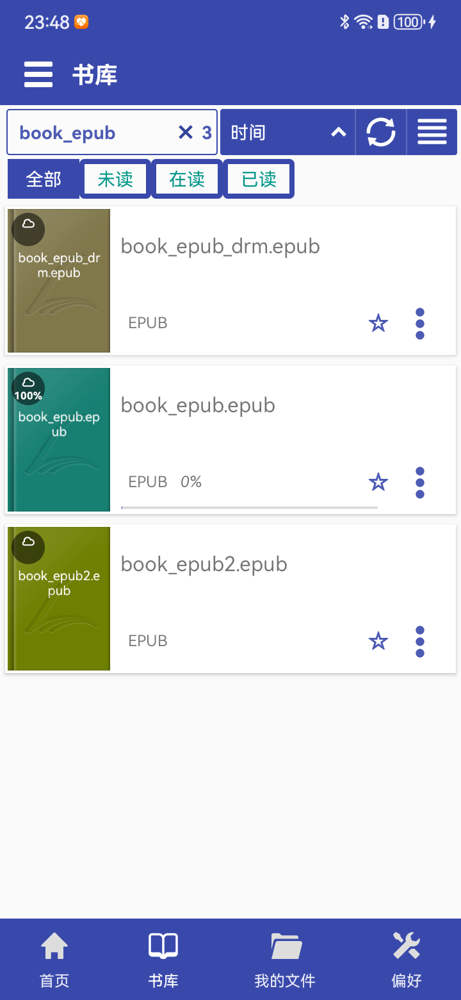 23:48
100
书库
book_epub
3
时间
全部
未读
在读
已读
book_epub_dr
m.epub
book_epub_drm.epub
EPUB
100%
book_epub.ep
ub
book_epub.epub
EPUB 0%
book_epub2.e
pub
book_epub2.epub
EPUB
首页
书库
我的文件
偏好